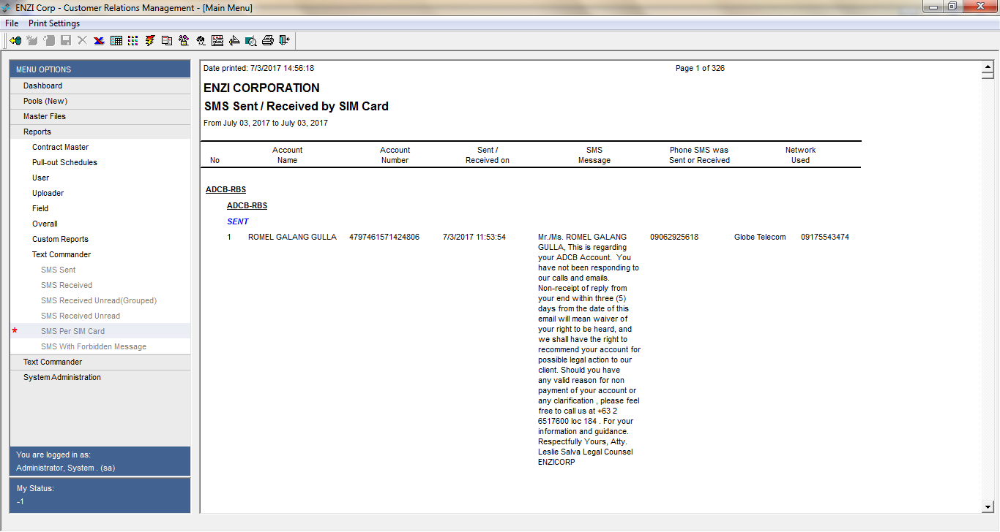 ENZI Corp - Customer Relations Management - [Main Menu]
File Print Settings
MENU OPTIONS
Dashboard
Pools (New)
Master Files
Reports
Contract Master
Pull-out Schedules
User
Uploader
Field
Overall
Custom Reports
Text Commander
SMS Sent
SMS Received
SMS Received Unread(Grouped)
SMS Received Unread
* SMS Per SIM Card
SMS With Forbidden Message
Text Commander
System Administration
You are logged in as:
Administrator, System . (sa)
My Status:
-1
Date printed: 7/3/2017 14:56:18 Page 1 of 326
ENZI CORPORATION
SMS Sent / Received by SIM Card
From July 03, 2017 to July 03, 2017
Account Account Sent / SMS Phone SMS was Network
No Name Number Received on Message Sent or Received Used
ADCB-RBS
ADCB-RBS
SENT
1 ROMEL GALANG GULLA 4797461571424806 7/3/2017 11:53:54 Mr./Ms. ROMEL GALANG 09062925618 Globe Telecom 09175543474
GULLA, This is regarding
your ADCB Account. You
have not been responding to
our calls and emails.
Non-receipt of reply from
your end within three (5)
days from the date of this
email will mean waiver of
your right to be heard, and
we shall have the right to
recommend your account for
possible legal action to our
client. Should you have
any valid reason for non
payment of your account or
any clarification , please feel
free to call us at +63 2
6517600 loc 184 . For your
information and guidance.
Respectfully Yours, Atty.
Leslie Salva Legal Counsel
ENZICORP